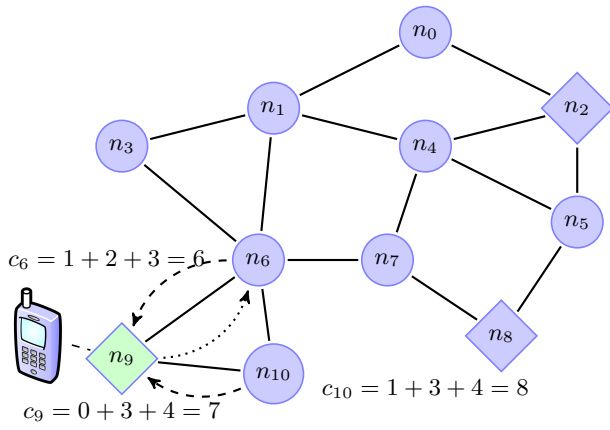 n₀
n₁
n₂
n₃
n₄
n₅
c₆ = 1 + 2 + 3 = 6
n₆
n₇
n₈
n₉
n₁₀
c₁₀ = 1 + 3 + 4 = 8
c₉ = 0 + 3 + 4 = 7